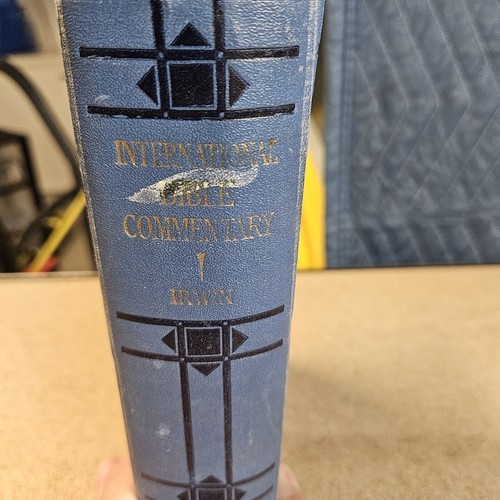 INTERNATIONAL
BIBLE
COMMENTARY
IRWIN